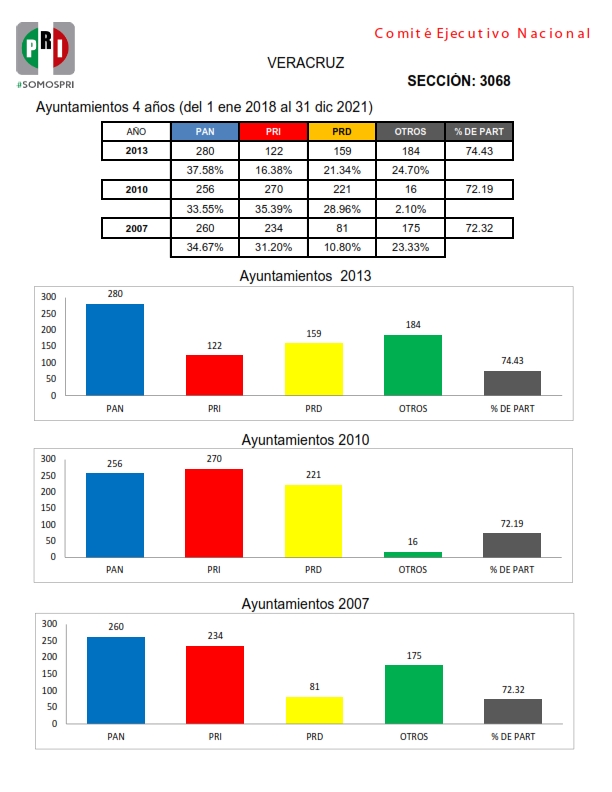 Comité Ejecutivo Nacional
PRI
#SOMOSPRI
VERACRUZ
SECCIÓN: 3068
Ayuntamientos 4 años (del 1 ene 2018 al 31 dic 2021)
AÑO PAN PRI PRD OTROS % DE PART
2013 280 122 159 184 74.43
37.58% 16.38% 21.34% 24.70%
2010 256 270 221 16 72.19
33.55% 35.39% 28.96% 2.10%
2007 260 234 81 175 72.32
34.67% 31.20% 10.80% 23.33%
Ayuntamientos 2013
300
250
200
150
100
50
0
280
122
159
184
74.43
PAN PRI PRD OTROS % DE PART
Ayuntamientos 2010
300
250
200
150
100
50
0
256
270
221
16
72.19
PAN PRI PRD OTROS % DE PART
Ayuntamientos 2007
300
250
200
150
100
50
0
260
234
81
175
72.32
PAN PRI PRD OTROS % DE PART